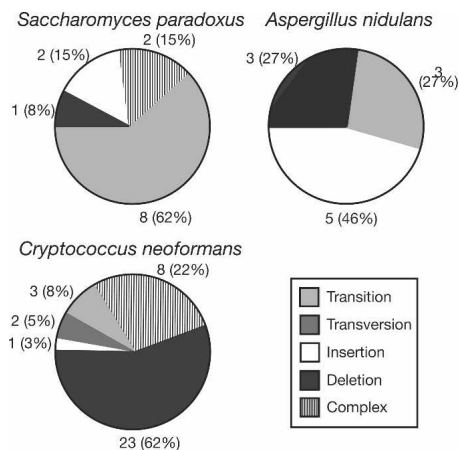 Saccharomyces paradoxus
2 (15%)
2 (15%)
1 (8%)
8 (62%)
Aspergillus nidulans
3 (27%)
3
(27%)
5 (46%)
Cryptococcus neoformans
8 (22%)
3 (8%)
2 (5%)
1 (3%)
23 (62%)
Transition
Transversion
Insertion
Deletion
Complex